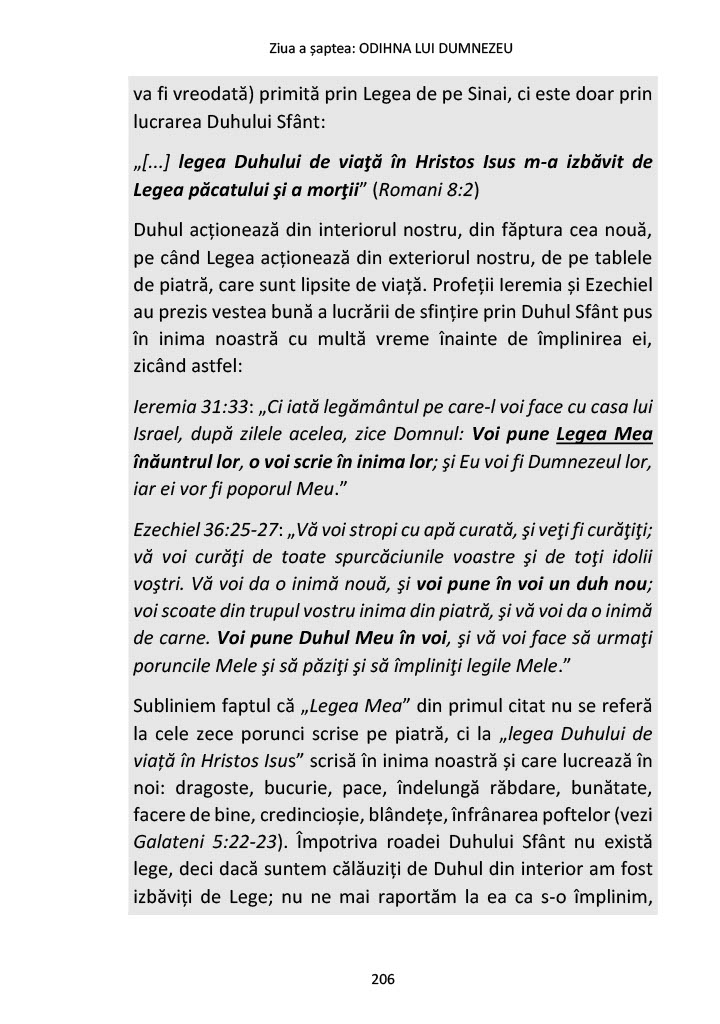 Ziua a șaptea: ODIHNA LUI DUMNEZEU
va fi vreodată) primită prin Legea de pe Sinai, ci este doar prin
lucrarea Duhului Sfânt:
„[...] legea Duhului de viaţă în Hristos Isus m-a izbăvit de
Legea păcatului şi a morţii” (Romani 8:2)
Duhul acționează din interiorul nostru, din făptura cea nouă,
pe când Legea acționează din exteriorul nostru, de pe tablele
de piatră, care sunt lipsite de viață. Profeții Ieremia și Ezechiel
au prezis vestea bună a lucrării de sfințire prin Duhul Sfânt pus
în inima noastră cu multă vreme înainte de împlinirea ei,
zicând astfel:
Ieremia 31:33: „Ci iată legământul pe care-l voi face cu casa lui
Israel, după zilele acelea, zice Domnul: Voi pune Legea Mea
înăuntrul lor, o voi scrie în inima lor; şi Eu voi fi Dumnezeul lor,
iar ei vor fi poporul Meu.”
Ezechiel 36:25-27: „Vă voi stropi cu apă curată, şi veţi fi curăţiţi;
vă voi curăţi de toate spurcăciunile voastre şi de toţi idolii
voştri. Vă voi da o inimă nouă, şi voi pune în voi un duh nou;
voi scoate din trupul vostru inima din piatră, şi vă voi da o inimă
de carne. Voi pune Duhul Meu în voi, şi vă voi face să urmaţi
poruncile Mele şi să păziţi şi să împliniţi legile Mele.”
Subliniem faptul că „Legea Mea” din primul citat nu se referă
la cele zece porunci scrise pe piatră, ci la „legea Duhului de
viață în Hristos Isus” scrisă în inima noastră și care lucrează în
noi: dragoste, bucurie, pace, îndelungă răbdare, bunătate,
facere de bine, credincioșie, blândețe, înfrânarea poftelor (vezi
Galateni 5:22-23). Împotriva roadei Duhului Sfânt nu există
lege, deci dacă suntem călăuziți de Duhul din interior am fost
izbăviți de Lege; nu ne mai raportăm la ea ca s-o împlinim,
206